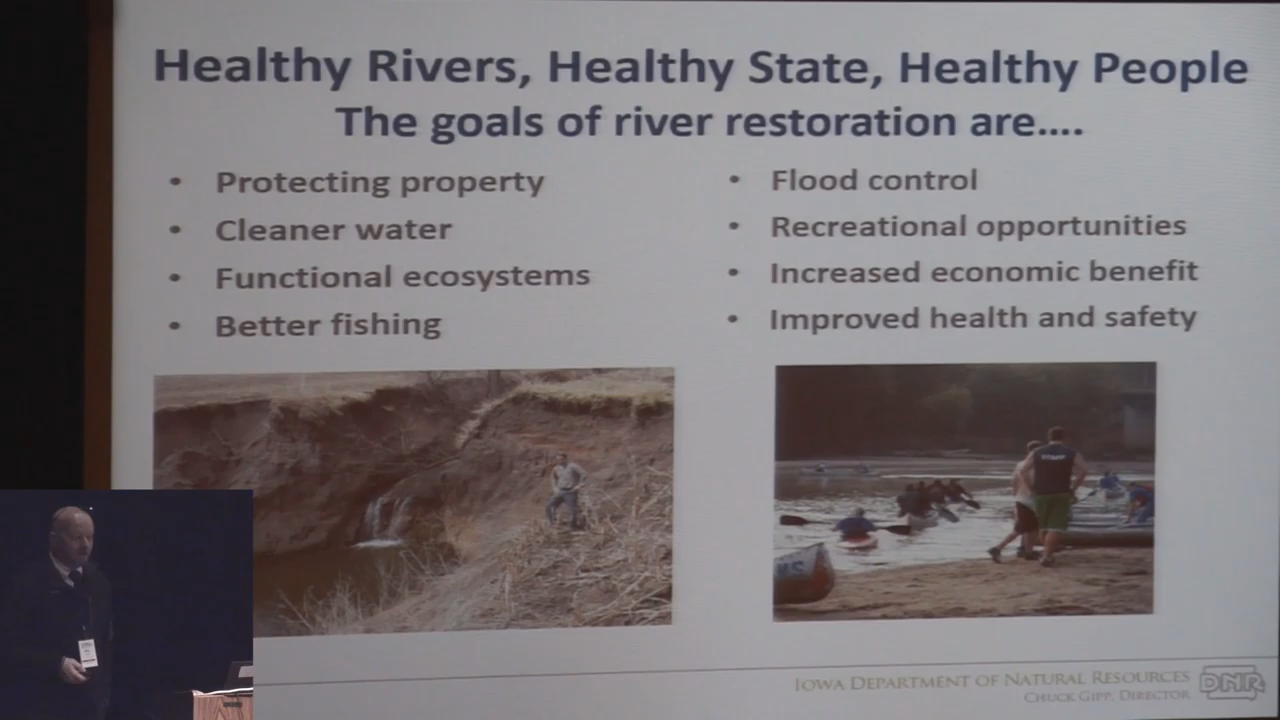 Healthy Rivers, Healthy State, Healthy People
The goals of river restoration are....
• Protecting property
• Cleaner water
• Functional ecosystems
• Better fishing
• Flood control
• Recreational opportunities
• Increased economic benefit
• Improved health and safety
STAFF
IOWA DEPARTMENT OF NATURAL RESOURCES
CHUCK GIPP, DIRECTOR
DNR